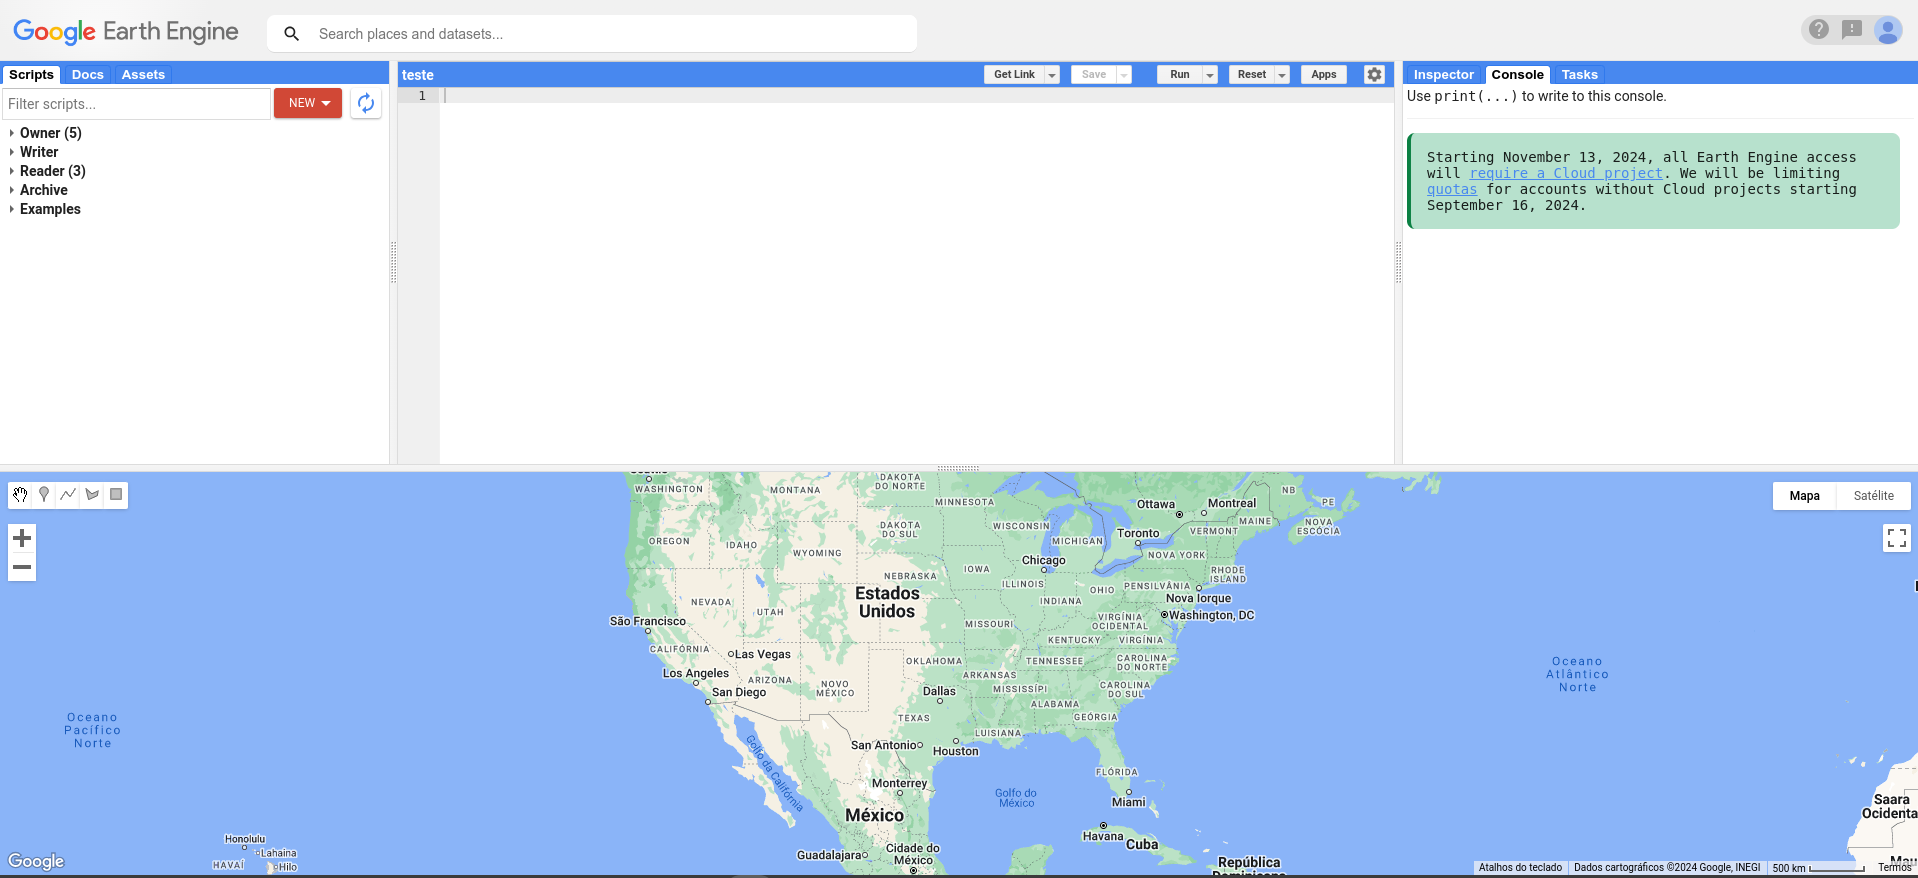 Google Earth Engine
Search places and datasets...
Scripts Docs Assets
Filter scripts...
NEW
Owner (5)
Writer
Reader (3)
Archive
Examples
teste
Get Link Save Run Reset Apps
1
Inspector Console Tasks
Use print(...) to write to this console.
Starting November 13, 2024, all Earth Engine access
will require a Cloud project. We will be limiting
quotas for accounts without Cloud projects starting
September 16, 2024.
Mapa Satélite
WASHINGTON
MONTANA
DAKOTA
DO NORTE
MINNESOTA
Ottawa
Montreal
NB
PE
OREGON
IDAHO
WYOMING
DAKOTA
DO SUL
WISCONSIN
MICHIGAN
Toronto
VERMONT
MAINE
NOVA
ESCÓCIA
NOVA YORK
Chicago
NEBRASKA
IOWA
ILLINOIS
INDIANA
OHIO
PENSILVÂNIA
RHODE
ISLAND
Nova Iorque
Washington, DC
NEVADA
UTAH
Estados
Unidos
MISSOURI
VIRGÍNIA
OCIDENTAL
KENTUCKY
VIRGÍNIA
São Francisco
CALIFÓRNIA
Las Vegas
Los Angeles
San Diego
ARIZONA
NOVO
MÉXICO
OKLAHOMA
ARKANSAS
TENNESSEE
CAROLINA
DO NORTE
MISSISSÍPI
CAROLINA
DO SUL
Dallas
ALABAMA
GEÓRGIA
TEXAS
LUISIANA
San Antonio
Houston
Oceano
Pacífico
Norte
Oceano
Atlântico
Norte
Golfo da Califórnia
FLÓRIDA
Miami
Golfo do
México
Monterrey
México
Havana
Cuba
Guadalajara
Cidade do
México
República
Honolulu
Lahaina
HAVAÍ
Hilo
Saara
Ocidenta
Google
Atalhos do teclado Dados cartográficos ©2024 Google, INEGI 500 km Termos